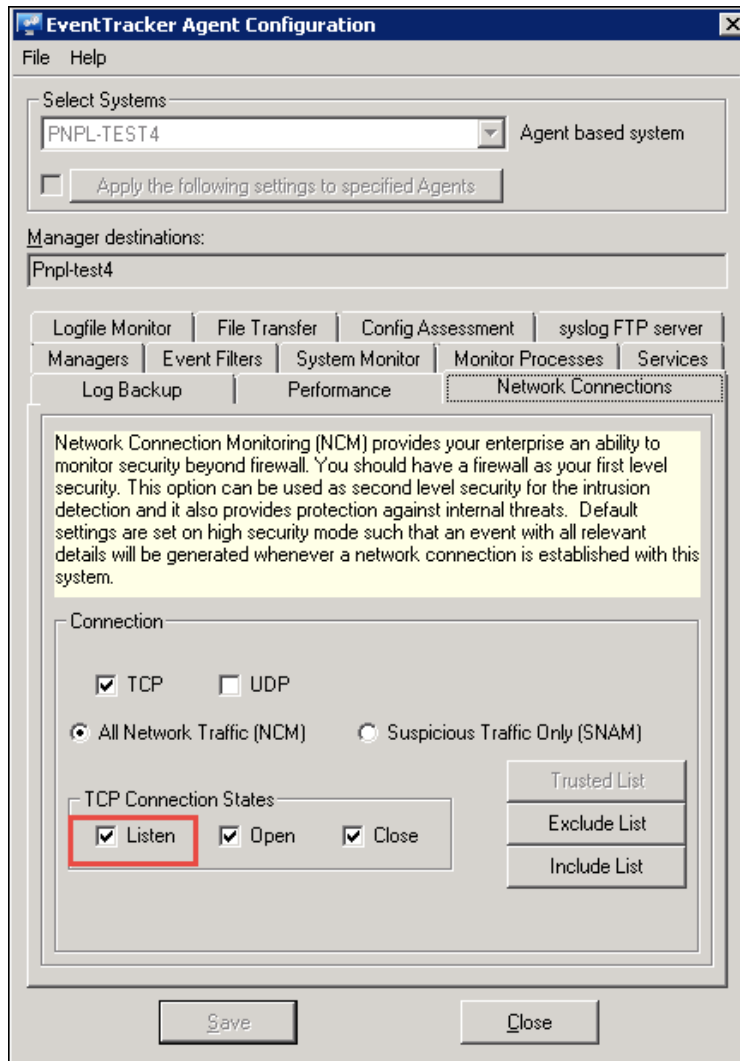 EventTracker Agent Configuration
File Help
Select Systems
PNPL-TEST4 Agent based system
Apply the following settings to specified Agents
Manager destinations:
Pnpl-test4
Logfile Monitor File Transfer Config Assessment syslog FTP server
Managers Event Filters System Monitor Monitor Processes Services
Log Backup Performance Network Connections
Network Connection Monitoring (NCM) provides your enterprise an ability to
monitor security beyond firewall. You should have a firewall as your first level
security. This option can be used as second level security for the intrusion
detection and it also provides protection against internal threats. Default
settings are set on high security mode such that an event with all relevant
details will be generated whenever a network connection is established with this
system.
Connection
TCP UDP
All Network Traffic (NCM) Suspicious Traffic Only (SNAM)
Trusted List
TCP Connection States
Listen Open Close
Exclude List
Include List
Save Close